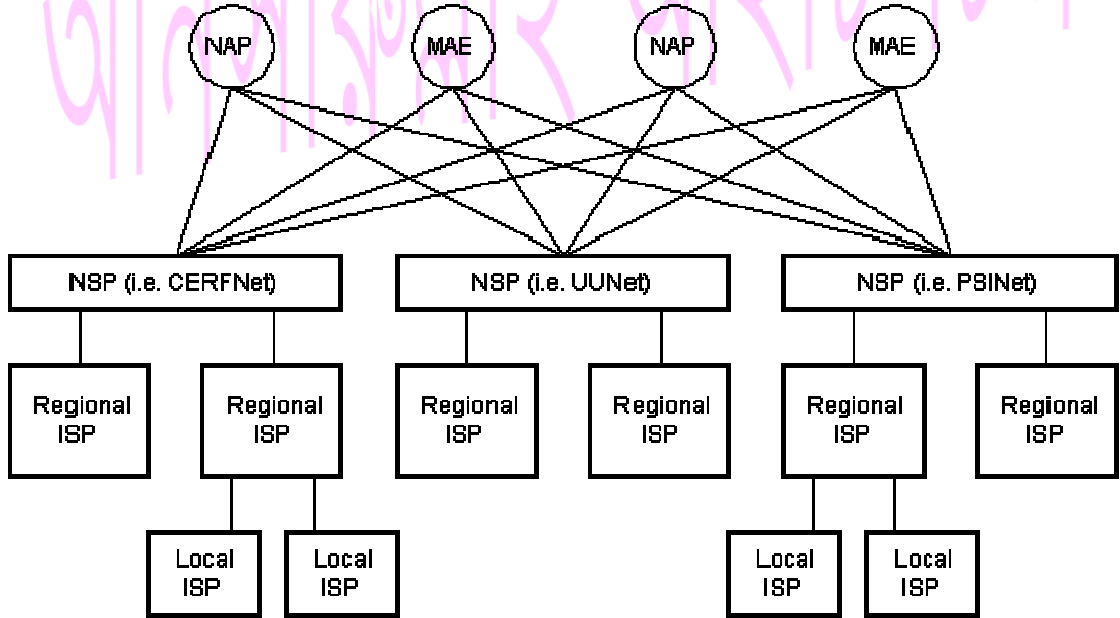 NAP MAE NAP MAE
NSP (i.e. CERFNet) NSP (i.e. UUNet) NSP (i.e. PSINet)
Regional Regional Regional Regional Regional Regional
ISP ISP ISP ISP ISP ISP
Local Local Local Local
ISP ISP ISP ISP